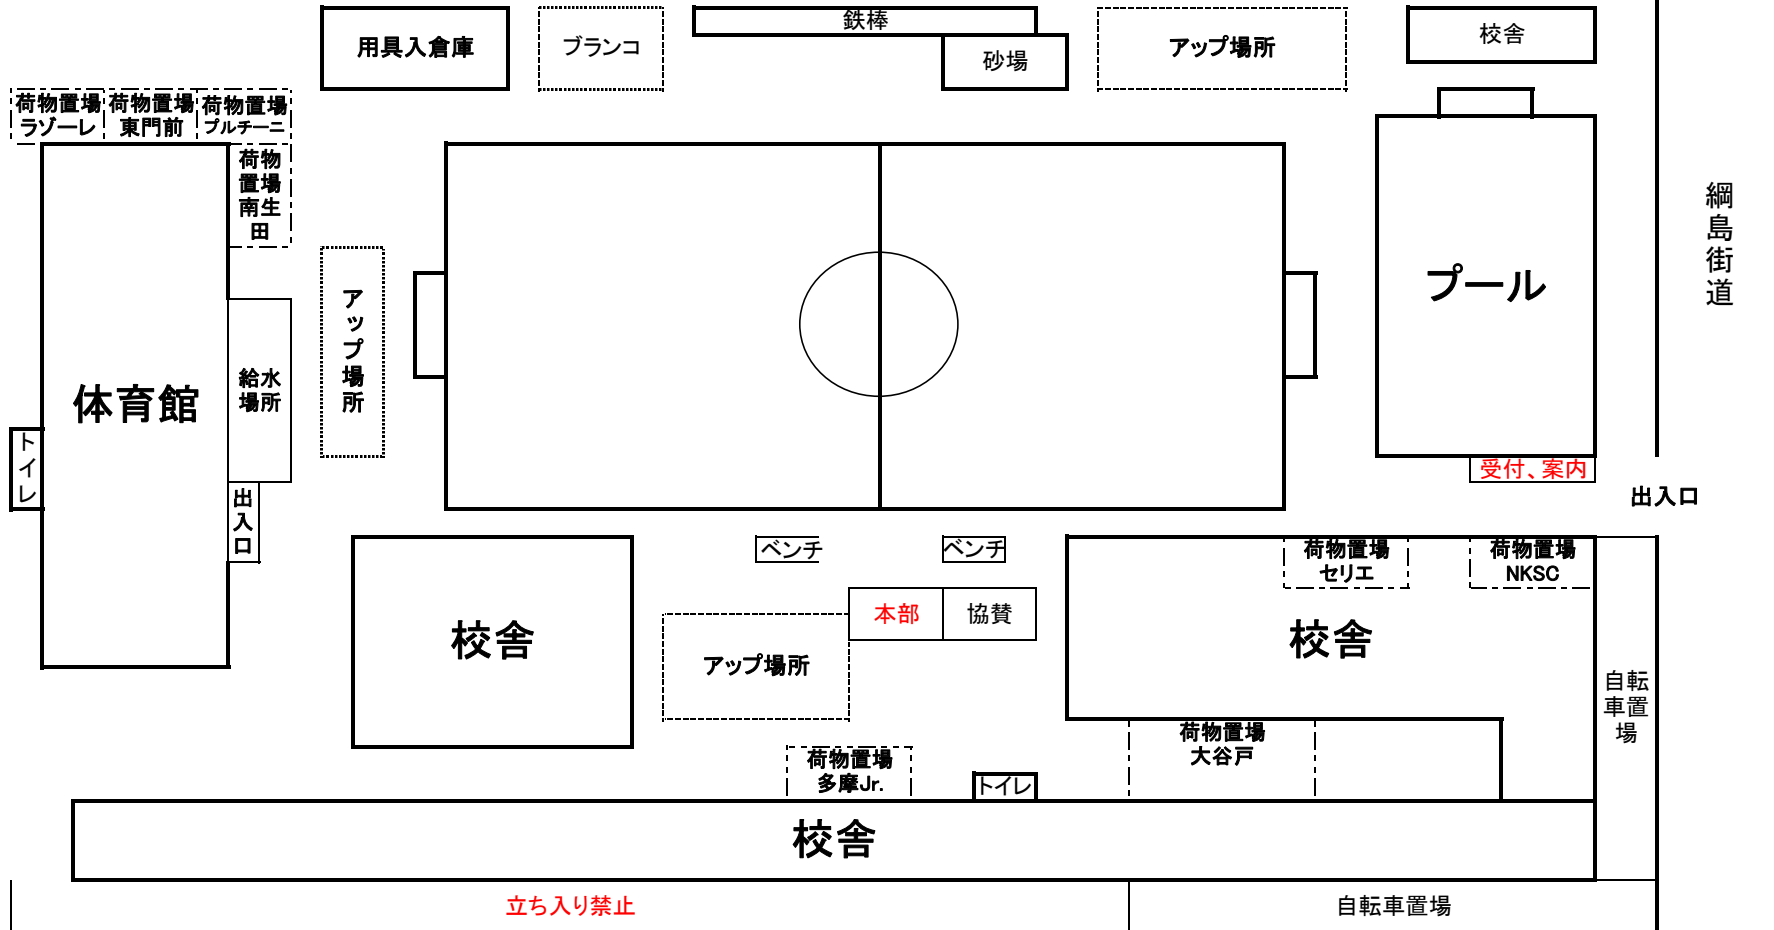 鉄棒
用具入倉庫
ブランコ
砂場
アップ場所
校舎
荷物置場
ラゾーレ
荷物置場
東門前
荷物置場
プルチーニ
荷物
置場
南生
田
アップ場所
プール
綱島街道
体育館
給水
場所
トイレ
出入口
受付、案内
出入口
ベンチ
ベンチ
荷物置場
セリエ
荷物置場
NKSC
本部
協賛
校舎
アップ場所
校舎
自転
車置
場
荷物置場
大谷戸
荷物置場
多摩Jr.
トイレ
校舎
立ち入り禁止
自転車置場